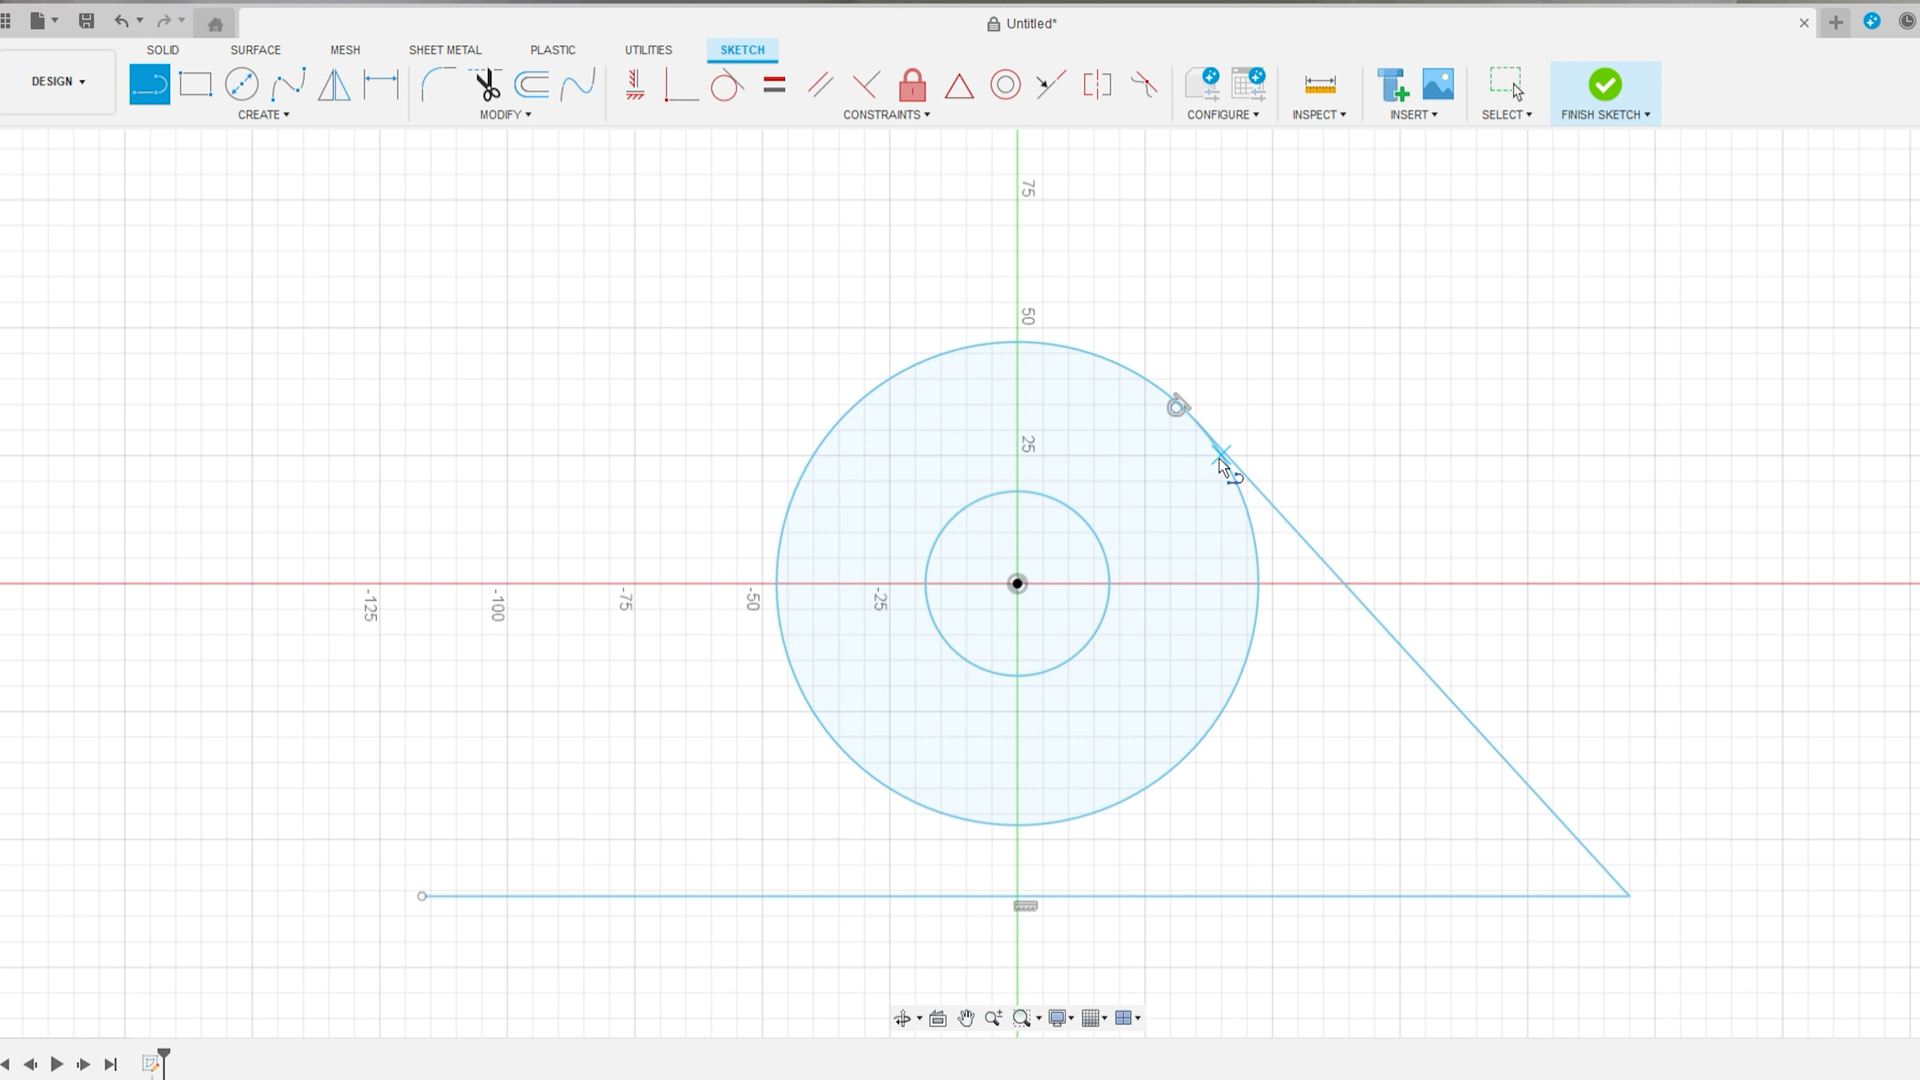 Untitled*
SOLID SURFACE MESH SHEET METAL PLASTIC UTILITIES SKETCH
DESIGN ▾
CREATE ▾ MODIFY ▾ CONSTRAINTS ▾ CONFIGURE ▾ INSPECT ▾ INSERT ▾ SELECT ▾ FINISH SKETCH ▾
75
50
25
-125 -100 -75 -50 -25